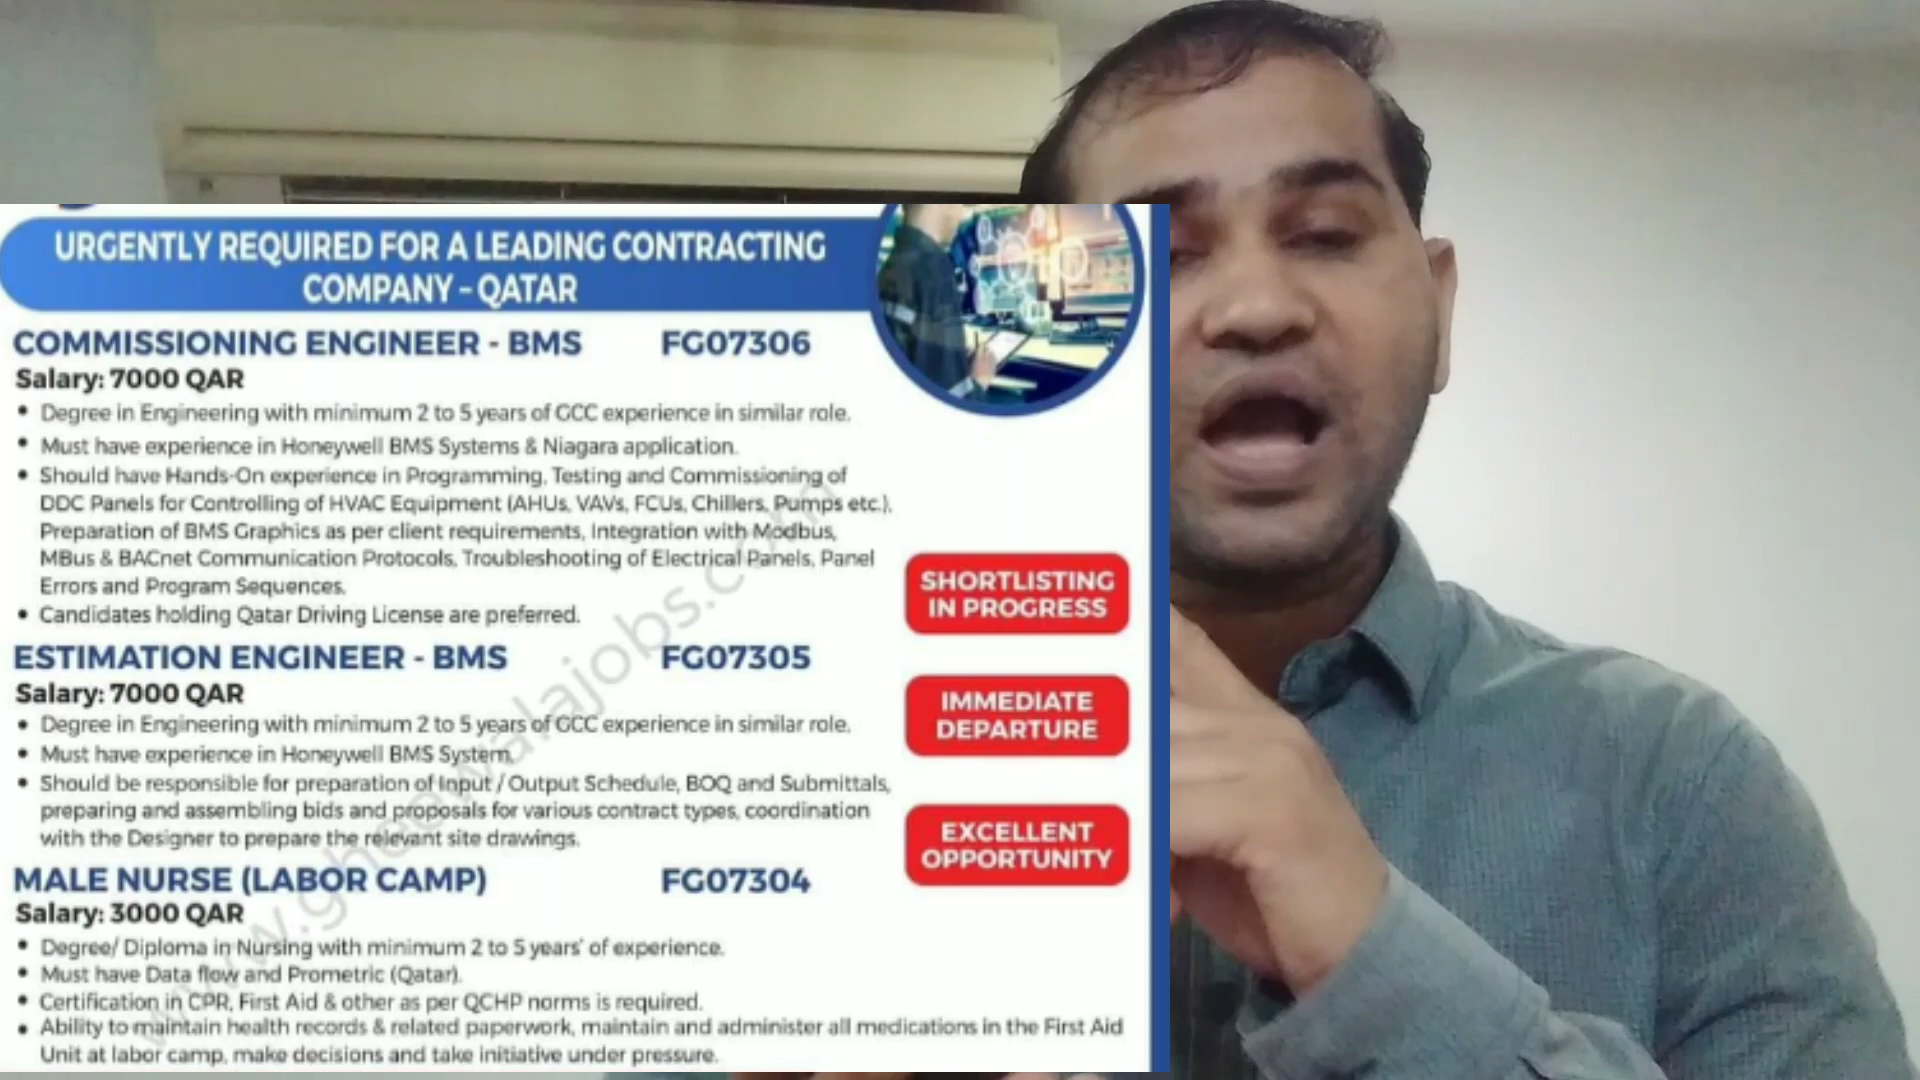 URGENTLY REQUIRED FOR A LEADING CONTRACTING
COMPANY – QATAR
COMMISSIONING ENGINEER - BMS FG07306
Salary: 7000 QAR
• Degree in Engineering with minimum 2 to 5 years of GCC experience in similar role.
• Must have experience in Honeywell BMS Systems & Niagara application.
• Should have Hands-On experience in Programming, Testing and Commissioning of
DDC Panels for Controlling of HVAC Equipment (AHUs, VAVs, FCUs, Chillers, Pumps etc.),
Preparation of BMS Graphics as per client requirements, Integration with Modbus,
MBus & BACnet Communication Protocols, Troubleshooting of Electrical Panels, Panel
Errors and Program Sequences.
• Candidates holding Qatar Driving License are preferred.
ESTIMATION ENGINEER - BMS FG07305
Salary: 7000 QAR
• Degree in Engineering with minimum 2 to 5 years of GCC experience in similar role.
• Must have experience in Honeywell BMS System.
• Should be responsible for preparation of Input / Output Schedule, BOQ and Submittals,
preparing and assembling bids and proposals for various contract types, coordination
with the Designer to prepare the relevant site drawings.
MALE NURSE (LABOR CAMP) FG07304
Salary: 3000 QAR
• Degree/ Diploma in Nursing with minimum 2 to 5 years' of experience.
• Must have Data flow and Prometric (Qatar).
• Certification in CPR, First Aid & other as per QCHP norms is required.
• Ability to maintain health records & related paperwork, maintain and administer all medications in the First Aid
Unit at labor camp, make decisions and take initiative under pressure.
SHORTLISTING
IN PROGRESS
IMMEDIATE
DEPARTURE
EXCELLENT
OPPORTUNITY
www.gheewalajobs.com